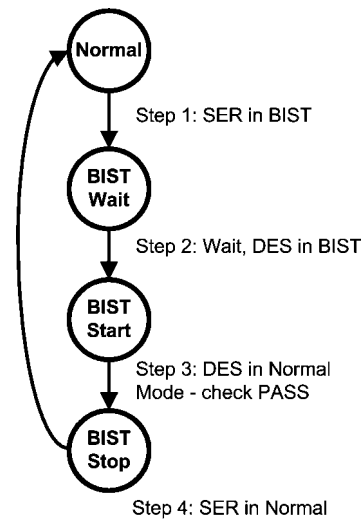 Normal
Step 1: SER in BIST
BIST
Wait
Step 2: Wait, DES in BIST
BIST
Start
Step 3: DES in Normal
Mode - check PASS
BIST
Stop
Step 4: SER in Normal